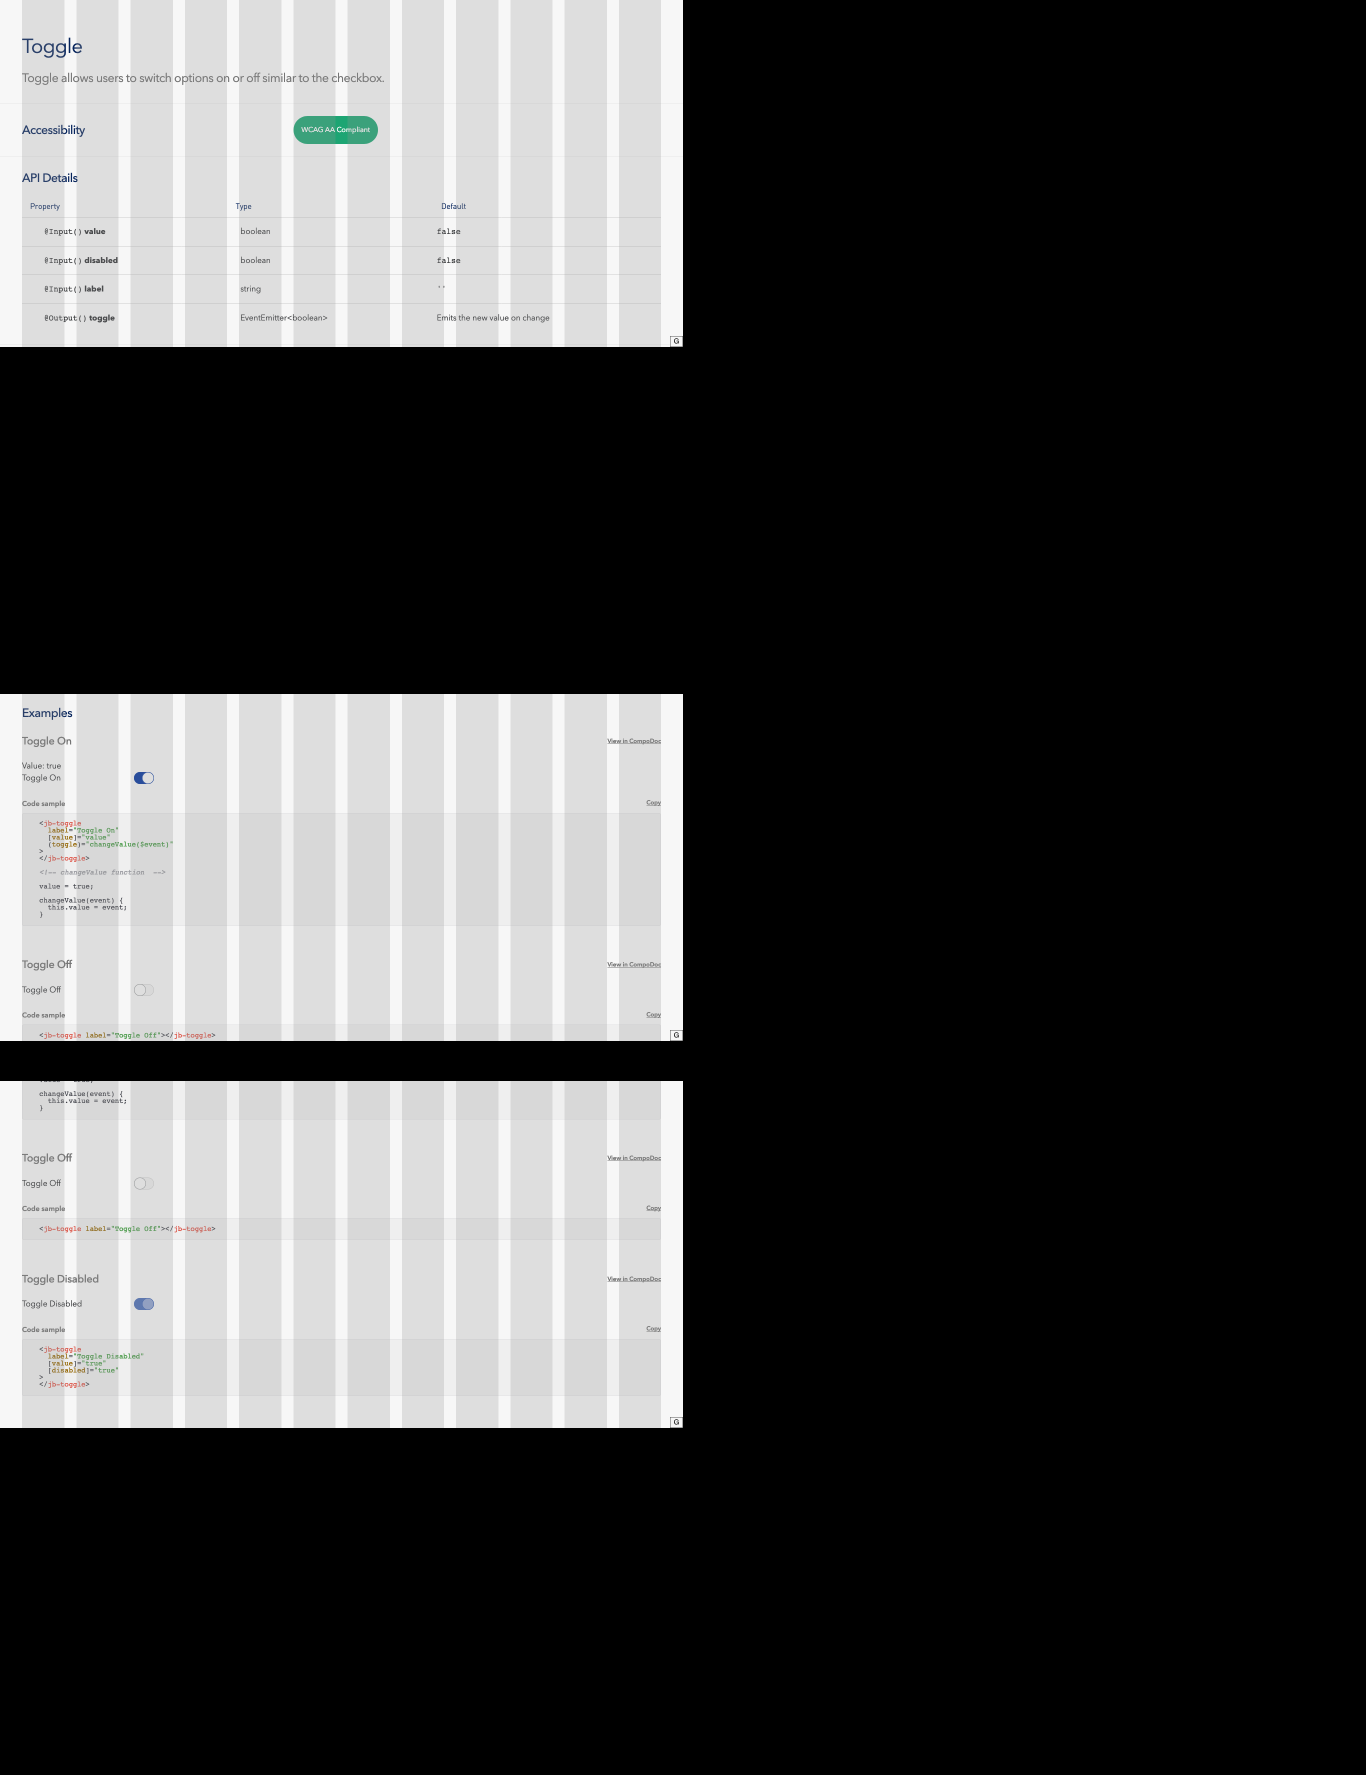 Toggle
Toggle allows users to switch options on or off similar to the checkbox.
Accessibility WCAG AA Compliant
API Details
Property Type Default
@Input() value boolean false
@Input() disabled boolean false
@Input() label string ''
@Output() toggle EventEmitter<boolean> Emits the new value on change
G
Examples
Toggle On View in CompoDoc
Value: true
Toggle On
Code sample Copy
<jb-toggle
label="Toggle On"
[value]="value"
(toggle)="changeValue($event)"
>
</jb-toggle>
<!-- changeValue function -->
value = true;
changeValue(event) {
this.value = event;
}
Toggle Off View in CompoDoc
Toggle Off
Code sample Copy
<jb-toggle label="Toggle Off"></jb-toggle>
G
changeValue(event) {
this.value = event;
}
Toggle Off View in CompoDoc
Toggle Off
Code sample Copy
<jb-toggle label="Toggle Off"></jb-toggle>
Toggle Disabled View in CompoDoc
Toggle Disabled
Code sample Copy
<jb-toggle
label="Toggle Disabled"
[value]="true"
[disabled]="true"
>
</jb-toggle>
G